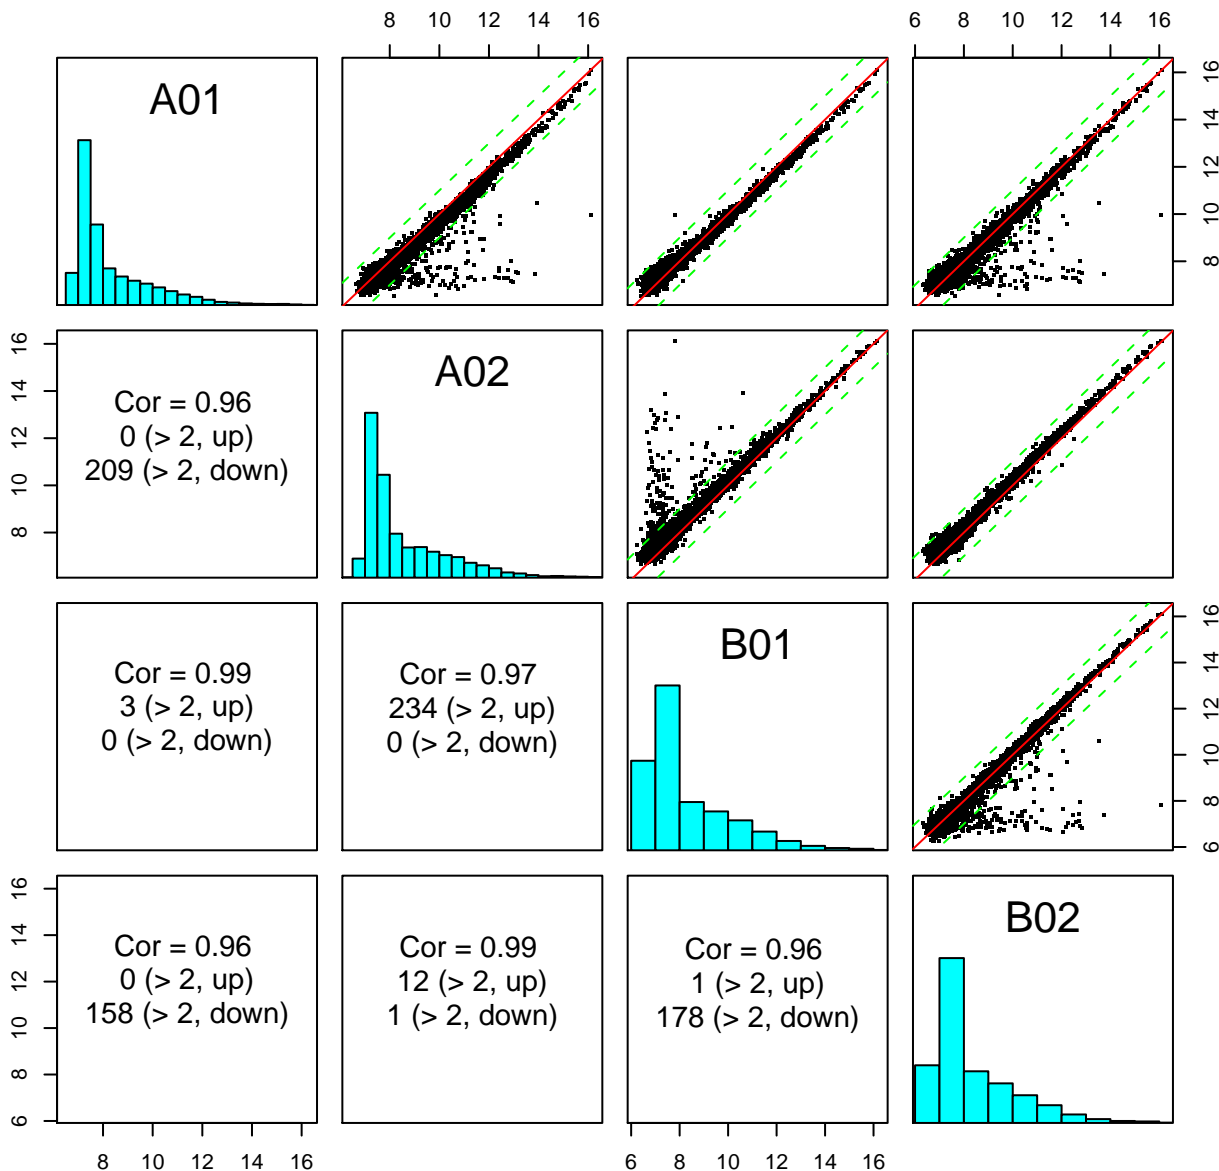 8 10 12 14 16
6 8 10 12 14 16
A01
8 10 12 14 16
8 10 12 14 16
Cor = 0.96
0 (> 2, up)
209 (> 2, down)
A02
Cor = 0.99
3 (> 2, up)
0 (> 2, down)
Cor = 0.97
234 (> 2, up)
0 (> 2, down)
B01
6 8 10 12 14 16
6 8 10 12 14 16
Cor = 0.96
0 (> 2, up)
158 (> 2, down)
Cor = 0.99
12 (> 2, up)
1 (> 2, down)
Cor = 0.96
1 (> 2, up)
178 (> 2, down)
B02
8 10 12 14 16
6 8 10 12 14 16